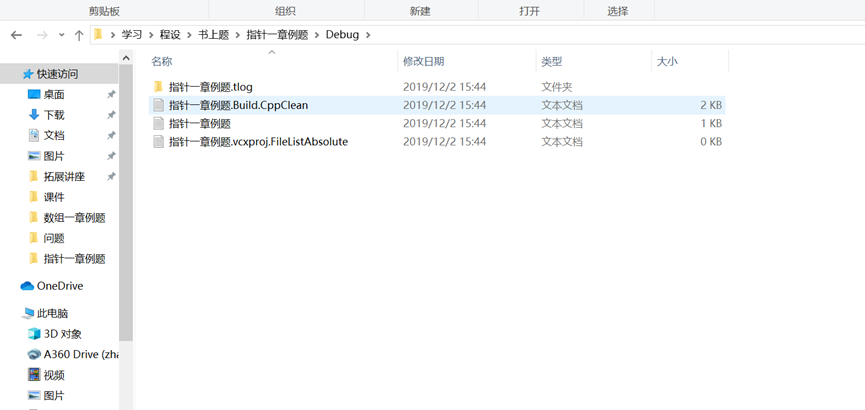 剪贴板 组织 新建 打开 选择
学习 程设 书上题 指针一章例题 Debug
名称 修改日期 类型 大小
快速访问
桌面
下载
文档
图片
拓展讲座
课件
数组一章例题
问题
指针一章例题
OneDrive
此电脑
3D 对象
A360 Drive (zha
视频
图片
指针一章例题.tlog 2019/12/2 15:44 文件夹
指针一章例题.Build.CppClean 2019/12/2 15:44 文本文档 2 KB
指针一章例题 2019/12/2 15:44 文本文档 1 KB
指针一章例题.vcxproj.FileListAbsolute 2019/12/2 15:44 文本文档 0 KB